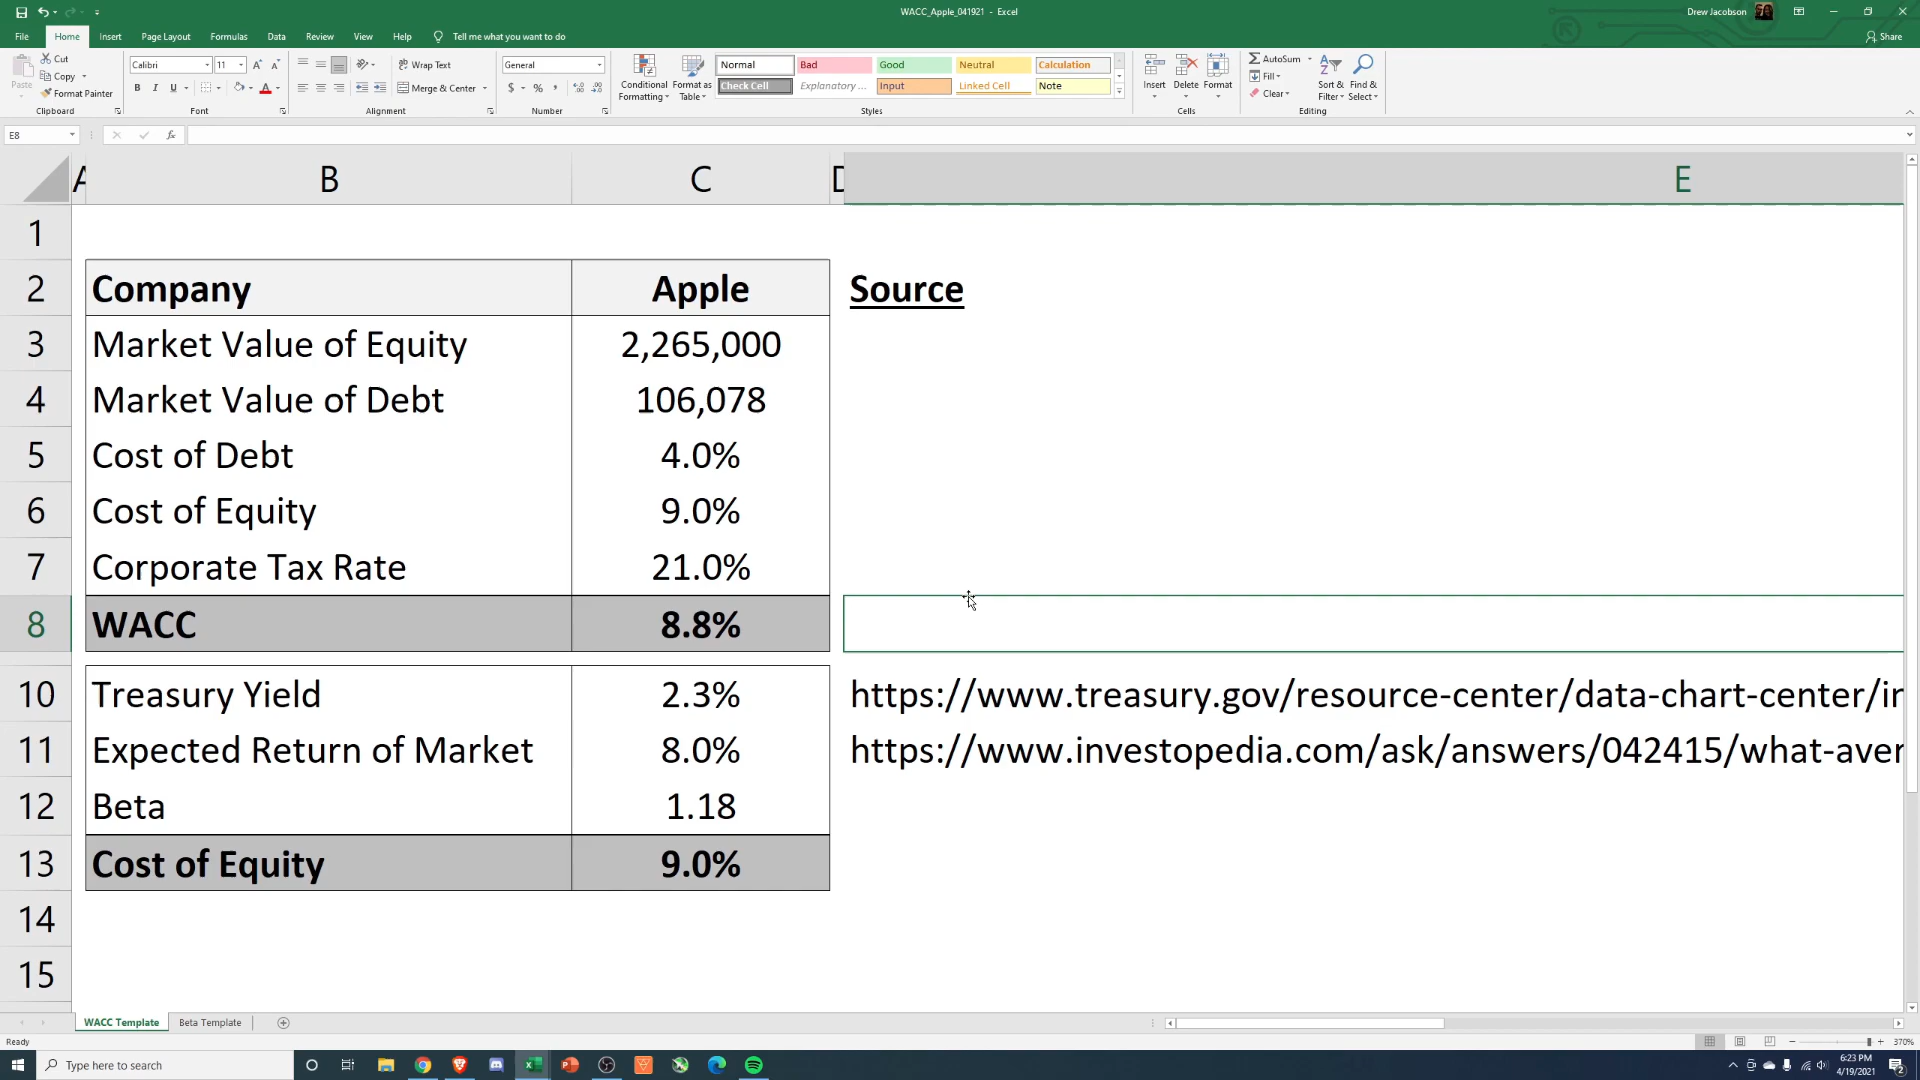 WACC_Apple_041921 - Excel
Drew Jacobson
File Home Insert Page Layout Formulas Data Review View Help Tell me what you want to do
Share
Paste
Cut
Copy
Format Painter
Clipboard
Calibri 11
B I U
Font
Wrap Text
Merge & Center
Alignment
General
$ % ,
Number
Conditional Formatting
Format as Table
Normal Bad Good Neutral Calculation
Check Cell Explanatory ... Input Linked Cell Note
Styles
Insert Delete Format
Cells
AutoSum
Fill
Clear
Sort & Filter
Find & Select
Editing
E8
fx
A B C D E
1
2 Company Apple Source
3 Market Value of Equity 2,265,000
4 Market Value of Debt 106,078
5 Cost of Debt 4.0%
6 Cost of Equity 9.0%
7 Corporate Tax Rate 21.0%
8 WACC 8.8%
10 Treasury Yield 2.3% https://www.treasury.gov/resource-center/data-chart-center/in
11 Expected Return of Market 8.0% https://www.investopedia.com/ask/answers/042415/what-aver
12 Beta 1.18
13 Cost of Equity 9.0%
14
15
WACC Template Beta Template
Ready
370%
Type here to search
6:23 PM
4/19/2021
2